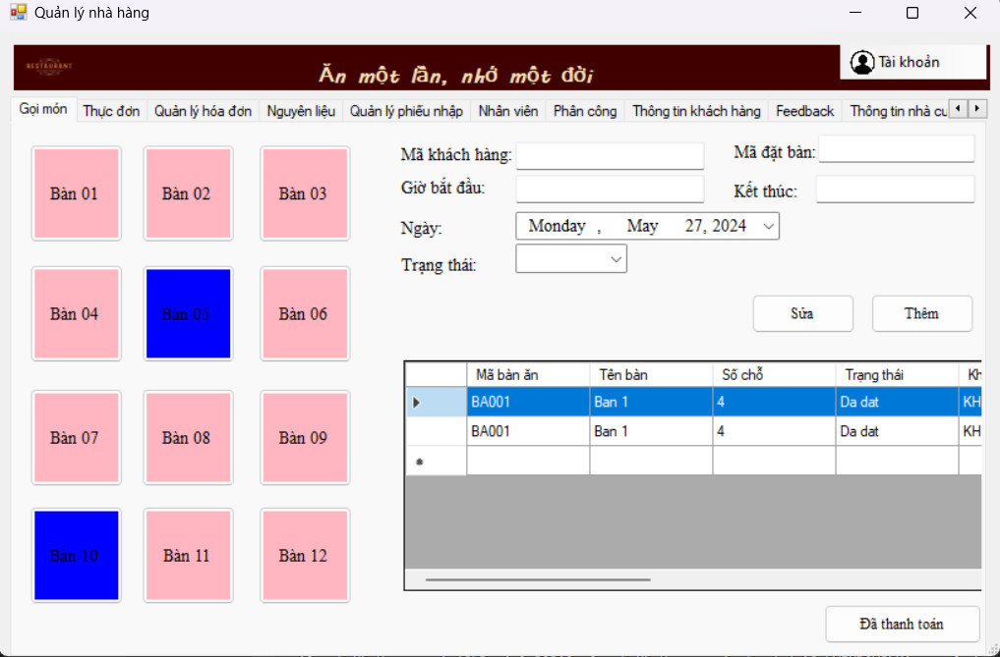 Quản lý nhà hàng
RESTAURANT
Ăn một lần, nhớ một đời
Tài khoản
Gọi món Thực đơn Quản lý hóa đơn Nguyên liệu Quản lý phiếu nhập Nhân viên Phân công Thông tin khách hàng Feedback Thông tin nhà cu
Bàn 01 Bàn 02 Bàn 03
Bàn 04 Bàn 05 Bàn 06
Bàn 07 Bàn 08 Bàn 09
Bàn 10 Bàn 11 Bàn 12
Mã khách hàng: Mã đặt bàn:
Giờ bắt đầu: Kết thúc:
Ngày: Monday , May 27, 2024
Trạng thái:
Sửa Thêm
Mã bàn ăn Tên bàn Số chỗ Trạng thái Kh
BA001 Ban 1 4 Da dat KH
BA001 Ban 1 4 Da dat KH
Đã thanh toán